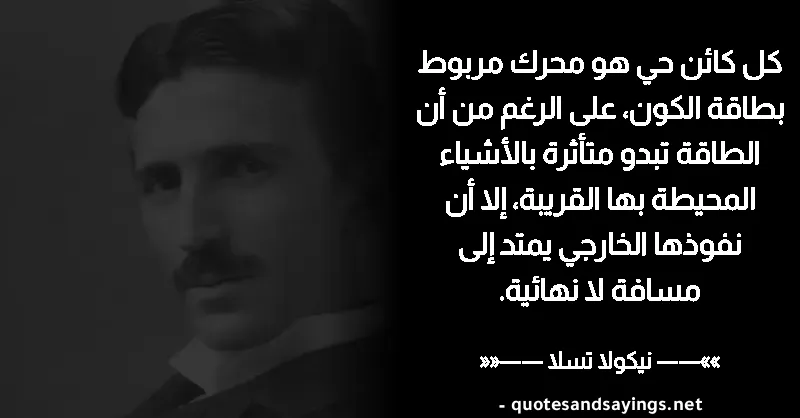 كل كائن حي هو محرك مربوط
بطاقة الكون، على الرغم من أن
الطاقة تبدو متأثرة بالأشياء
المحيطة بها القريبة، إلا أن
نفوذها الخارجي يمتد إلى
مسافة لا نهائية.
»»—— نيكولا تسلا ——««
- quotesandsayings.net